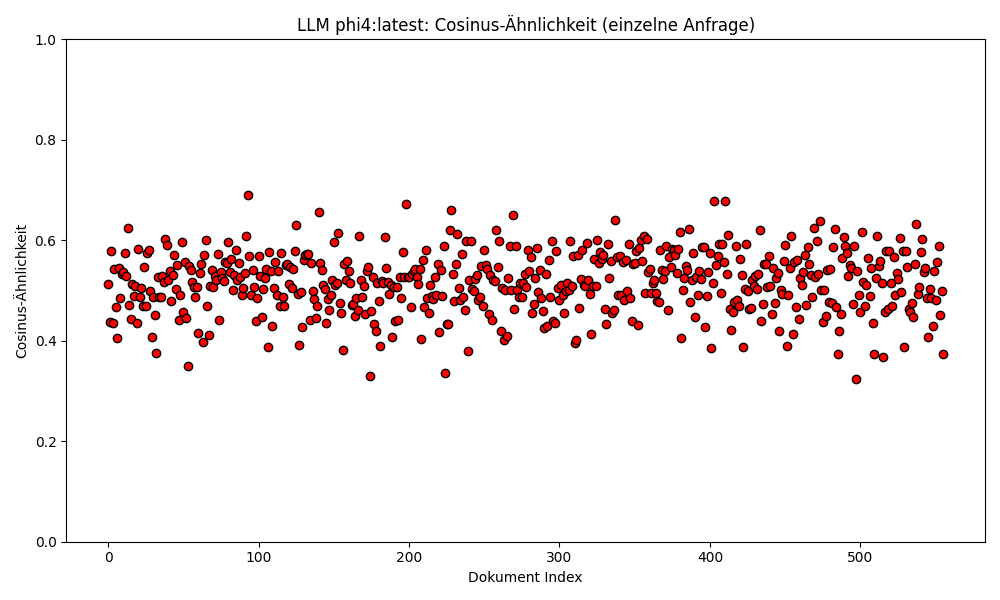 LLM phi4:latest: Cosinus-Ähnlichkeit (einzelne Anfrage)
1.0
0.8
0.6
0.4
0.2
0.0
Cosinus-Ähnlichkeit
0 100 200 300 400 500
Dokument Index